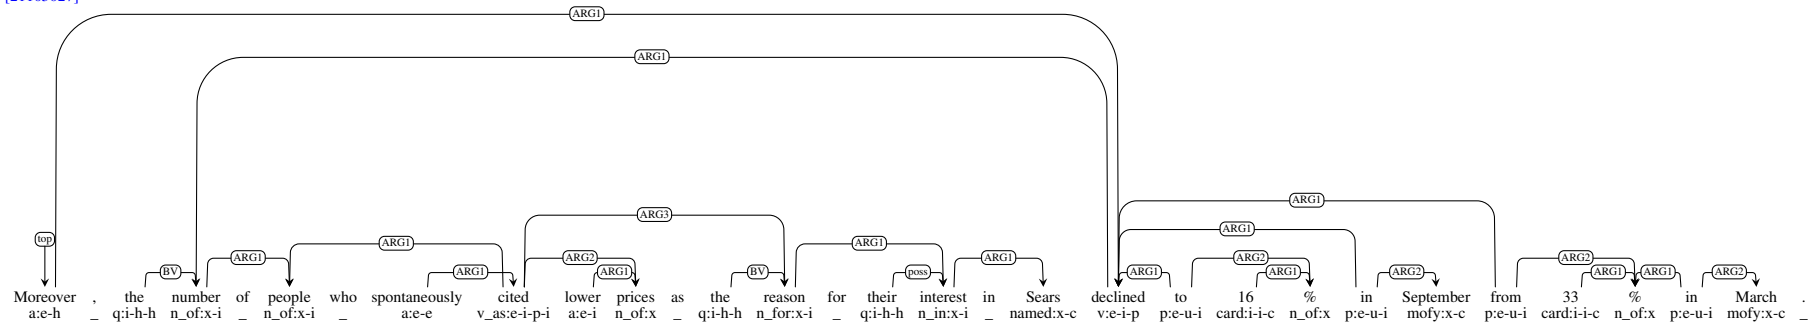 ARG1
ARG1
ARG1
ARG3
ARG1
top
ARG1
ARG1
ARG1
BV
ARG1
ARG1
ARG2
ARG1
BV
poss
ARG1
ARG1
ARG2
ARG1
ARG2
ARG2
ARG1
ARG1
ARG2
Moreover , the number of people who spontaneously cited lower prices as the reason for their interest in Sears declined to 16 % in September from 33 % in March .
a:e-h _ q:i-h-h n_of:x-i _ n_of:x-i _ a:e-e v_as:e-i-p-i a:e-i n_of:x _ q:i-h-h n_for:x-i _ q:i-h-h n_in:x-i _ named:x-c v:e-i-p p:e-u-i card:i-i-c n_of:x p:e-u-i mofy:x-c p:e-u-i card:i-i-c n_of:x p:e-u-i mofy:x-c _